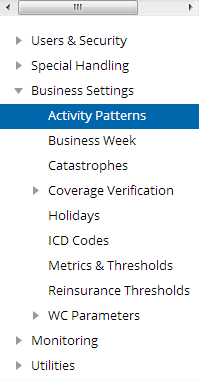 Users & Security
Special Handling
Business Settings
Activity Patterns
Business Week
Catastrophes
Coverage Verification
Holidays
ICD Codes
Metrics & Thresholds
Reinsurance Thresholds
WC Parameters
Monitoring
Utilities